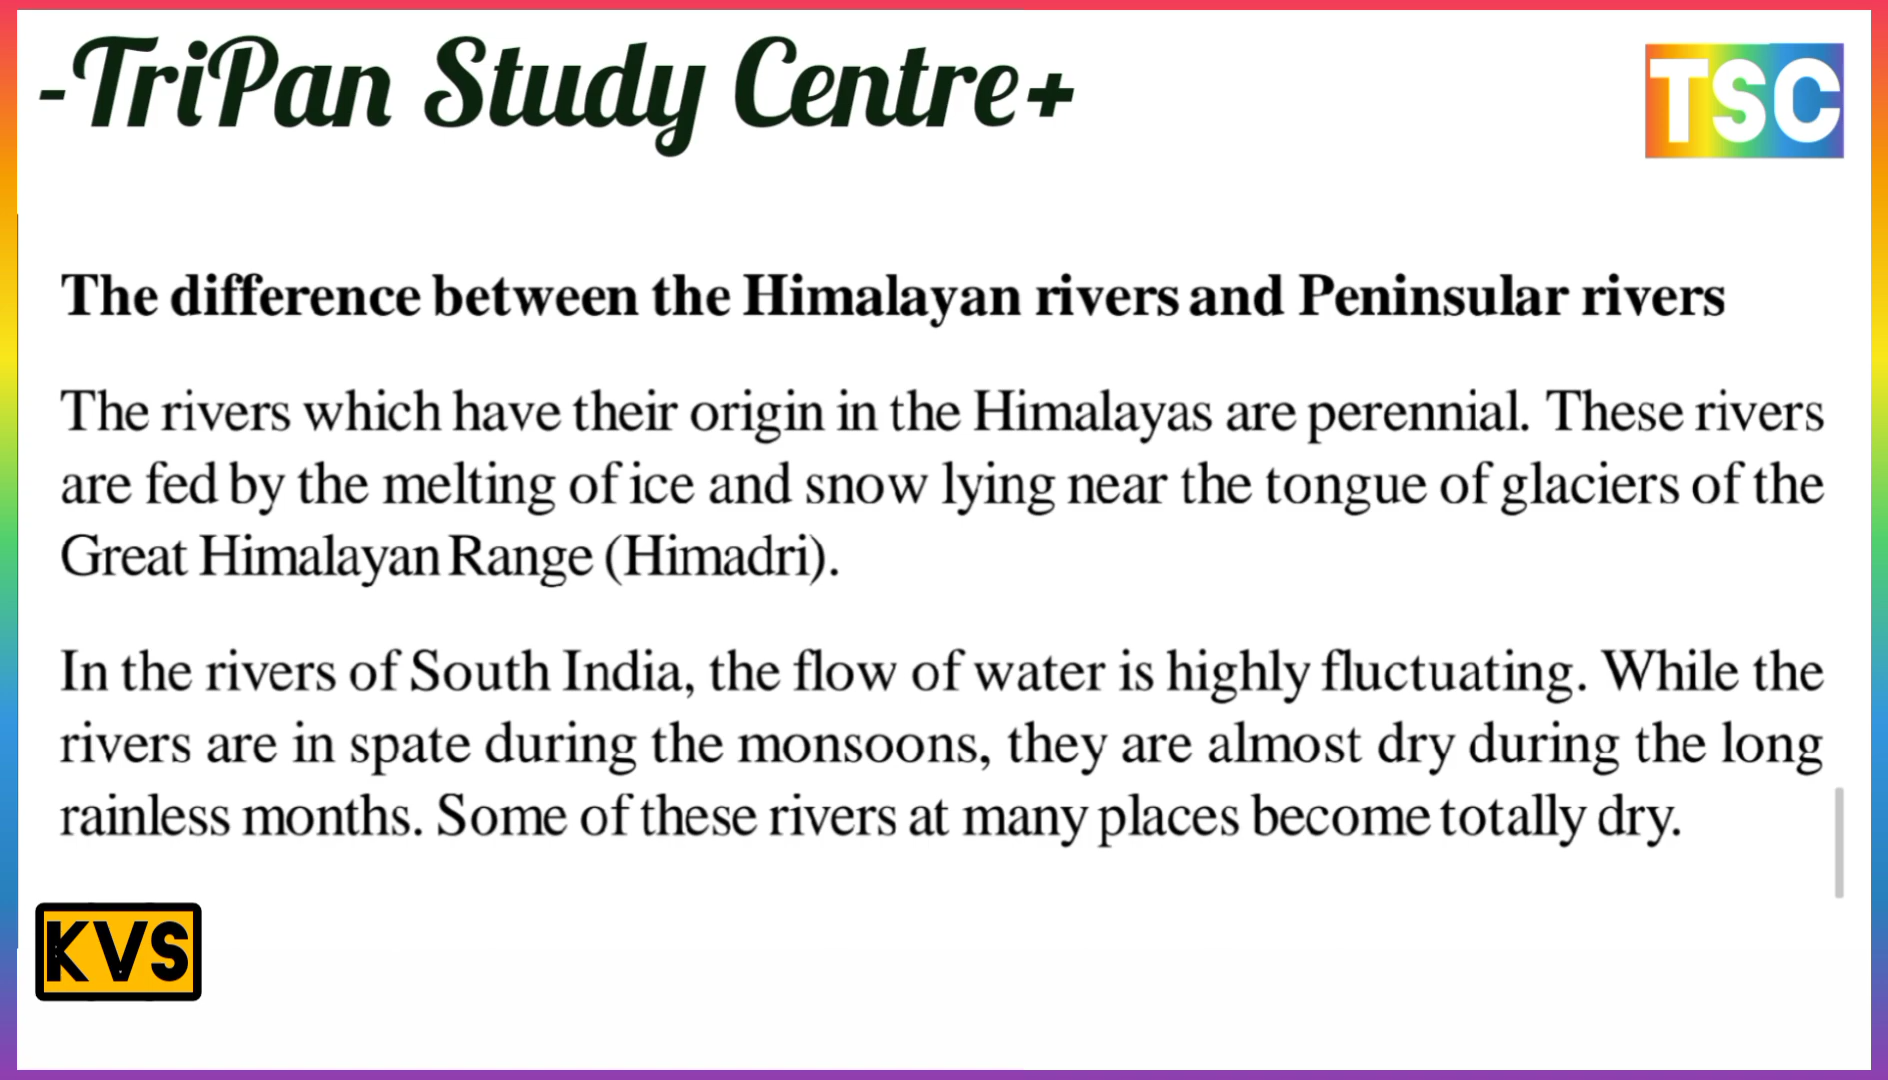 -TriPan Study Centre+
TSC
The difference between the Himalayan rivers and Peninsular rivers
The rivers which have their origin in the Himalayas are perennial. These rivers
are fed by the melting of ice and snow lying near the tongue of glaciers of the
Great Himalayan Range (Himadri).
In the rivers of South India, the flow of water is highly fluctuating. While the
rivers are in spate during the monsoons, they are almost dry during the long
rainless months. Some of these rivers at many places become totally dry.
KVS